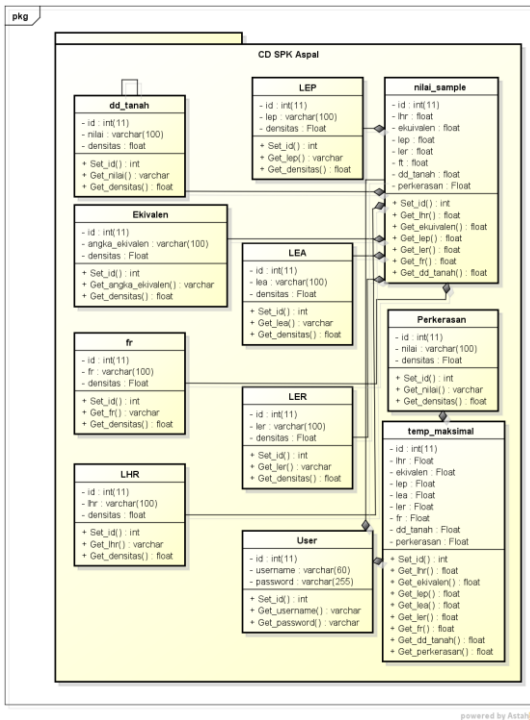 pkg
CD SPK Aspal
dd_tanah
- id : int(11)
- nilai : varchar(100)
- densitas : float
+ Set_id() : int
+ Get_nilai() : varchar
+ Get_densitas() : float
LEP
- id : int(11)
- lep : varchar(100)
- densitas : Float
+ Set_id() : int
+ Get_lep() : varchar
+ Get_densitas() : float
nilai_sample
- id : int(11)
- lhr : float
- ekuivalen : float
- lep : float
- ler : float
- ft : float
- dd_tanah : float
- perkerasan : Float
+ Set_id() : int
+ Get_lhr() : float
+ Get_ekuivalen() : float
+ Get_lep() : float
+ Get_ler() : float
+ Get_fr() : float
+ Get_dd_tanah() : float
Ekivalen
- id : int(11)
- angka_ekivalen : varchar(100)
- densitas : Float
+ Set_id() : int
+ Get_angka_ekivalen() : varchar
+ Get_densitas() : Float
LEA
- id : int(11)
- lea : varchar(100)
- densitas : Float
+ Set_id() : int
+ Get_lea() : varchar
+ Get_densitas() : float
Perkerasan
- id : int(11)
- nilai : varchar(100)
- densitas : Float
+ Set_id() : int
+ Get_nilai() : varchar
+ Get_densitas() : float
fr
- id : int(11)
- fr : varchar(100)
- densitas : Float
+ Set_id() : int
+ Get_fr() : varchar
+ Get_densitas() : float
LER
- id : int(11)
- ler : varchar(100)
- densitas : Float
+ Set_id() : int
+ Get_ler() : varchar
+ Get_densitas() : float
temp_maksimal
- id : int(11)
- lhr : Float
- ekivalen : Float
- lep : Float
- lea : Float
- ler : Float
- fr : Float
- dd_tanah : Float
- perkerasan : Float
+ Set_id() : int
+ Get_lhr() : float
+ Get_ekivalen() : float
+ Get_lep() : float
+ Get_lea() : float
+ Get_ler() : float
+ Get_fr() : float
+ Get_dd_tanah() : float
+ Get_perkerasan() : float
LHR
- id : int(11)
- lhr : varchar(100)
- densitas : float
+ Set_id() : int
+ Get_lhr() : varchar
+ Get_densitas() : float
User
- id : int(11)
- username : varchar(60)
- password : varchar(255)
+ Set_id() : int
+ Get_username() : varchar
+ Get_password() : varchar
powered by Astah